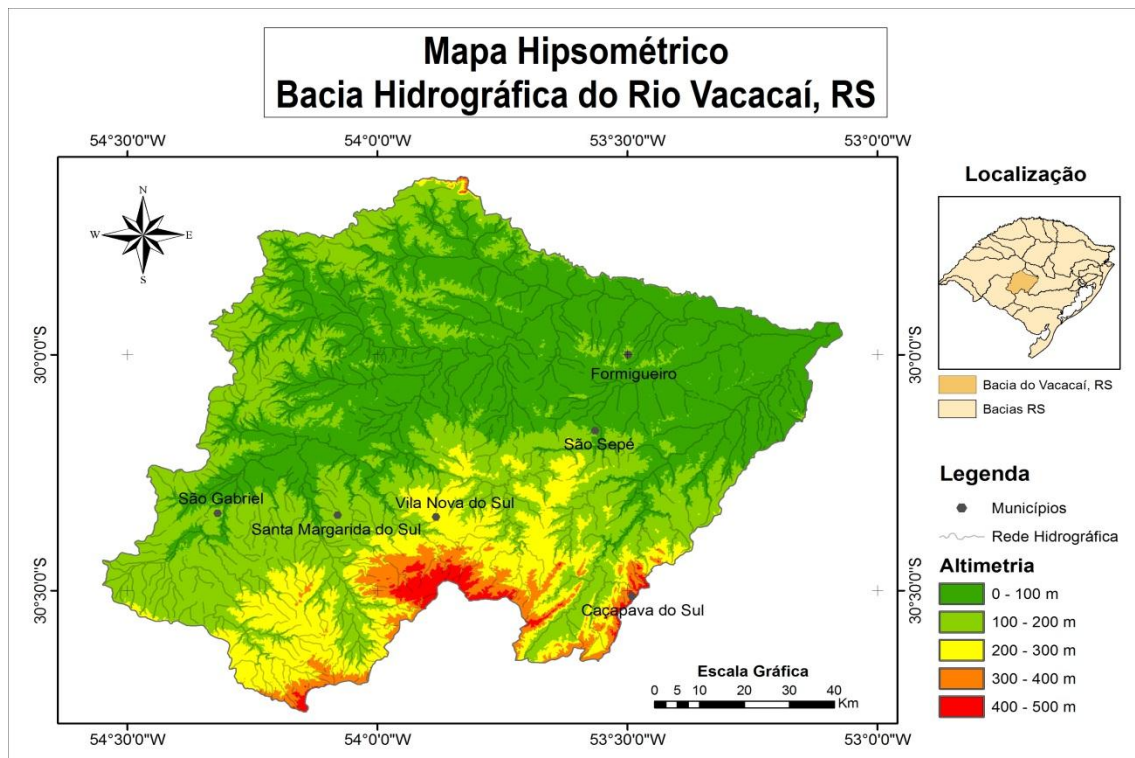 Mapa Hipsométrico
Bacia Hidrográfica do Rio Vacacaí, RS
54°30'0"W
54°0'0"W
53°30'0"W
53°0'0"W
N
W
E
S
30°0'0"S
30°0'0"S
Formigueiro
São Sepé
São Gabriel
Vila Nova do Sul
Santa Margarida do Sul
30°30'0"S
30°30'0"S
Caçapava do Sul
Escala Gráfica
0 5 10 20 30 40
Km
54°30'0"W
54°0'0"W
53°30'0"W
53°0'0"W
Localização
Bacia do Vacacaí, RS
Bacias RS
Legenda
Municípios
Rede Hidrográfica
Altimetria
0 - 100 m
100 - 200 m
200 - 300 m
300 - 400 m
400 - 500 m